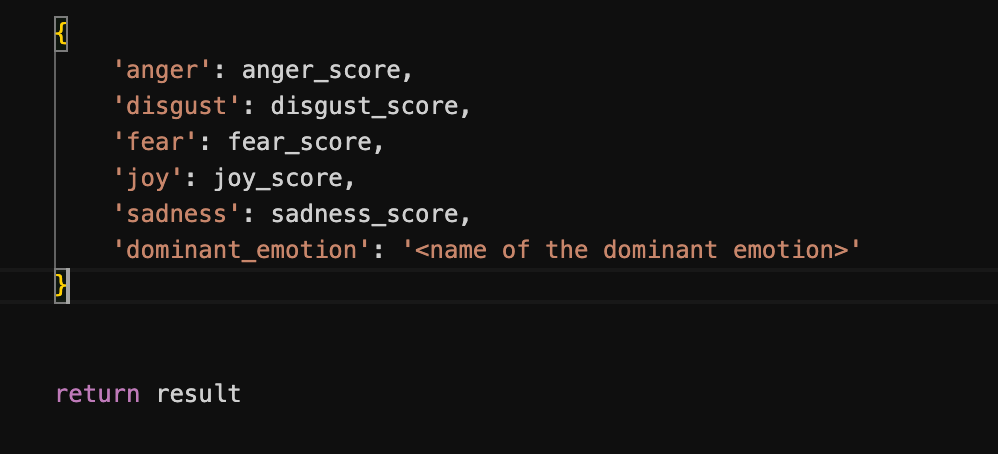 {
    'anger': anger_score,
    'disgust': disgust_score,
    'fear': fear_score,
    'joy': joy_score,
    'sadness': sadness_score,
    'dominant_emotion': '<name of the dominant emotion>'
}
return result